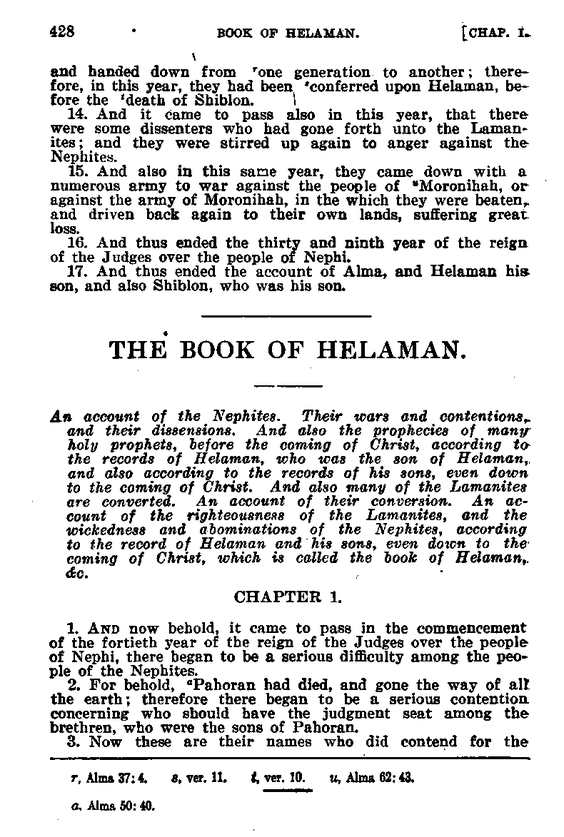 428 BOOK OF HELAMAN. [CHAP. I.
and handed down from ʳone generation to another; there-
fore, in this year, they had been ˢconferred upon Helaman, be-
fore the ᵗdeath of Shiblon.
14. And it came to pass also in this year, that there
were some dissenters who had gone forth unto the Laman-
ites; and they were stirred up again to anger against the
Nephites.
15. And also in this same year, they came down with a
numerous army to war against the people of ᵘMoronihah, or
against the army of Moronihah, in the which they were beaten,
and driven back again to their own lands, suffering great
loss.
16. And thus ended the thirty and ninth year of the reign
of the Judges over the people of Nephi.
17. And thus ended the account of Alma, and Helaman his
son, and also Shiblon, who was his son.
THE BOOK OF HELAMAN.
An account of the Nephites. Their wars and contentions,
and their dissensions. And also the prophecies of many
holy prophets, before the coming of Christ, according to
the records of Helaman, who was the son of Helaman,
and also according to the records of his sons, even down
to the coming of Christ. And also many of the Lamanites
are converted. An account of their conversion. An ac-
count of the righteousness of the Lamanites, and the
wickedness and abominations of the Nephites, according
to the record of Helaman and his sons, even down to the
coming of Christ, which is called the book of Helaman,
&c.
CHAPTER 1.
1. AND now behold, it came to pass in the commencement
of the fortieth year of the reign of the Judges over the people
of Nephi, there began to be a serious difficulty among the peo-
ple of the Nephites.
2. For behold, ᵃPahoran had died, and gone the way of all
the earth; therefore there began to be a serious contention
concerning who should have the judgment seat among the
brethren, who were the sons of Pahoran.
3. Now these are their names who did contend for the
r, Alma 37:4. s, ver. 11. t, ver. 10. u, Alma 62:43.
a, Alma 50:40.